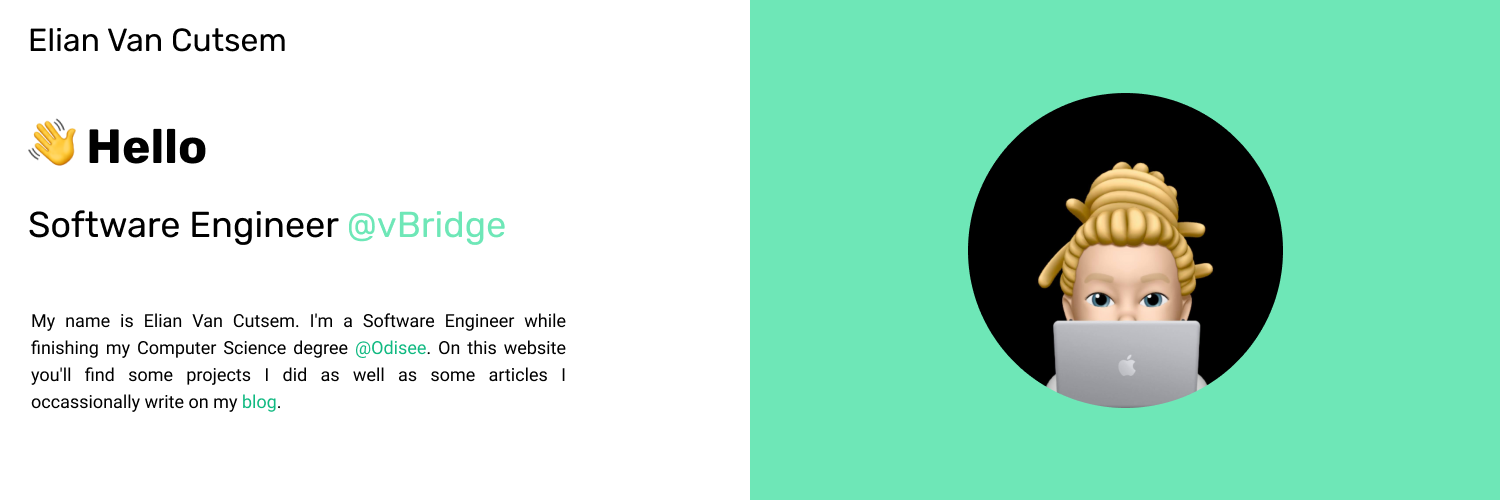 Elian Van Cutsem
👋 Hello
Software Engineer @vBridge
My name is Elian Van Cutsem. I'm a Software Engineer while
finishing my Computer Science degree @Odisee. On this website
you'll find some projects I did as well as some articles I
occassionally write on my blog.